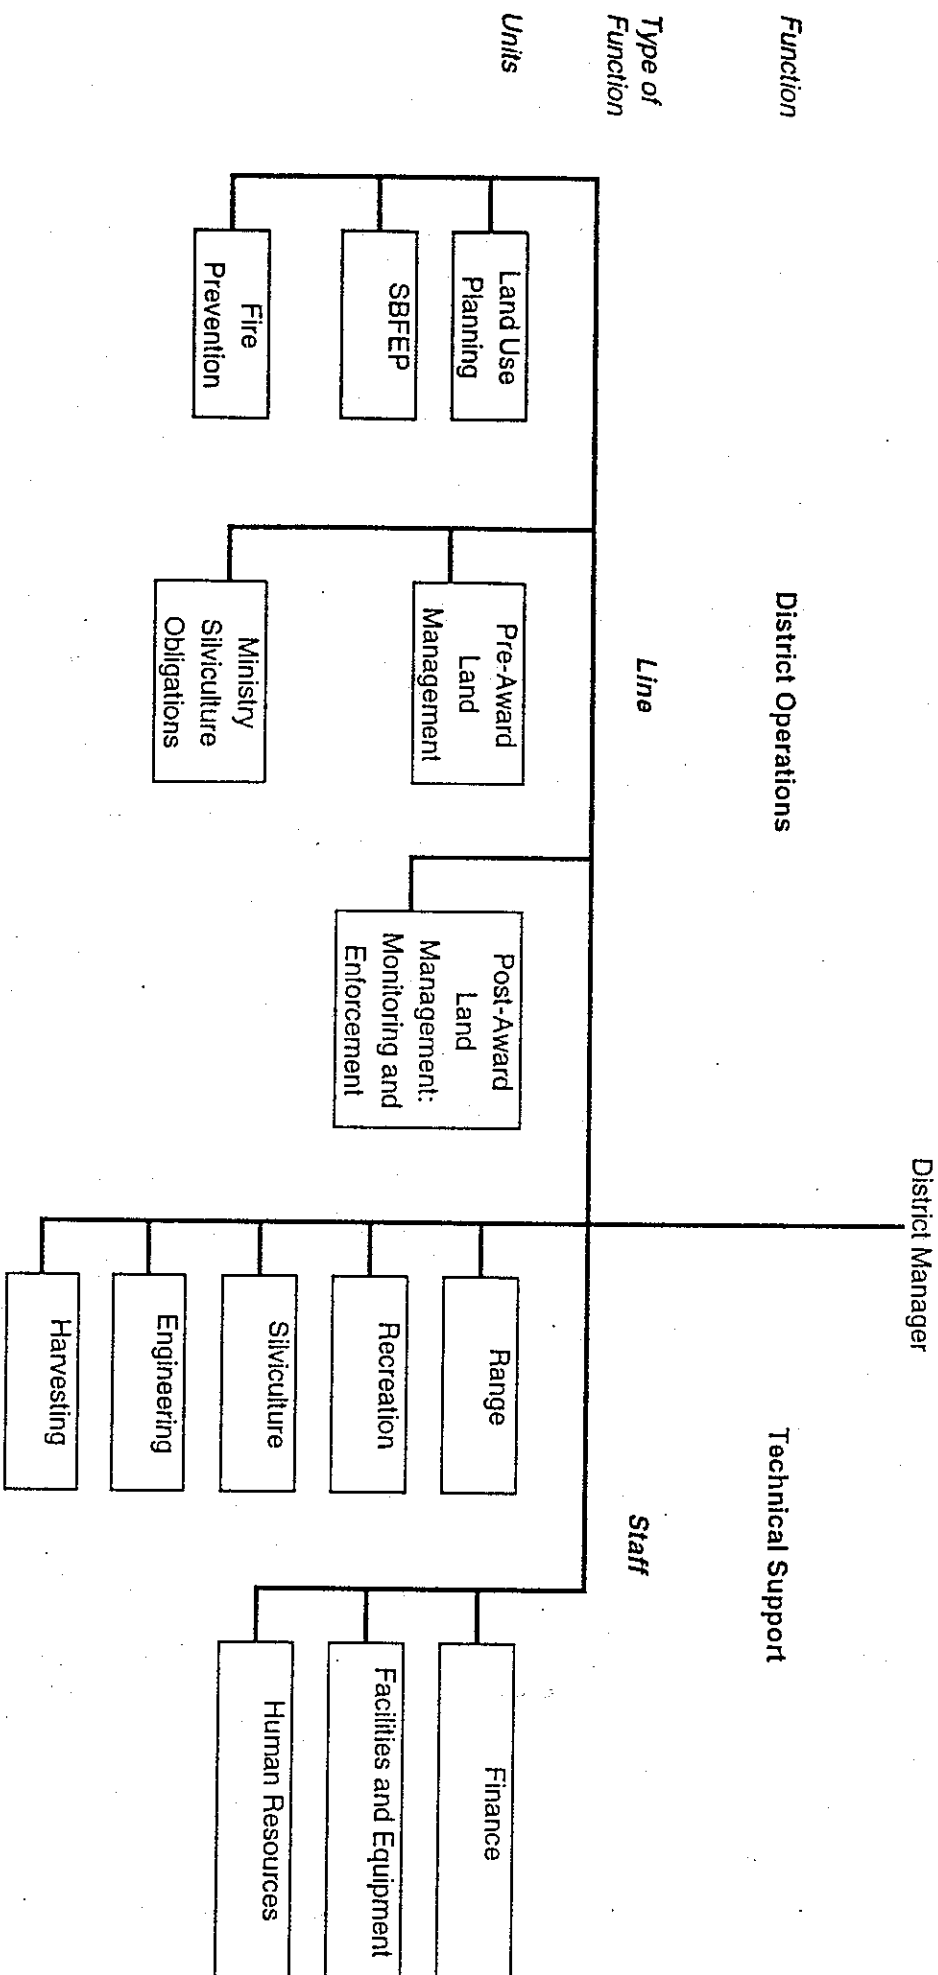 District Manager
Function
District Operations
Technical Support
Type of
Function
Line
Staff
Units
Land Use
Planning
SBFEP
Fire
Prevention
Pre-Award
Land
Management
Ministry
Silviculture
Obligations
Post-Award
Land
Management:
Monitoring and
Enforcement
Range
Recreation
Silviculture
Engineering
Harvesting
Finance
Facilities and Equipment
Human Resources